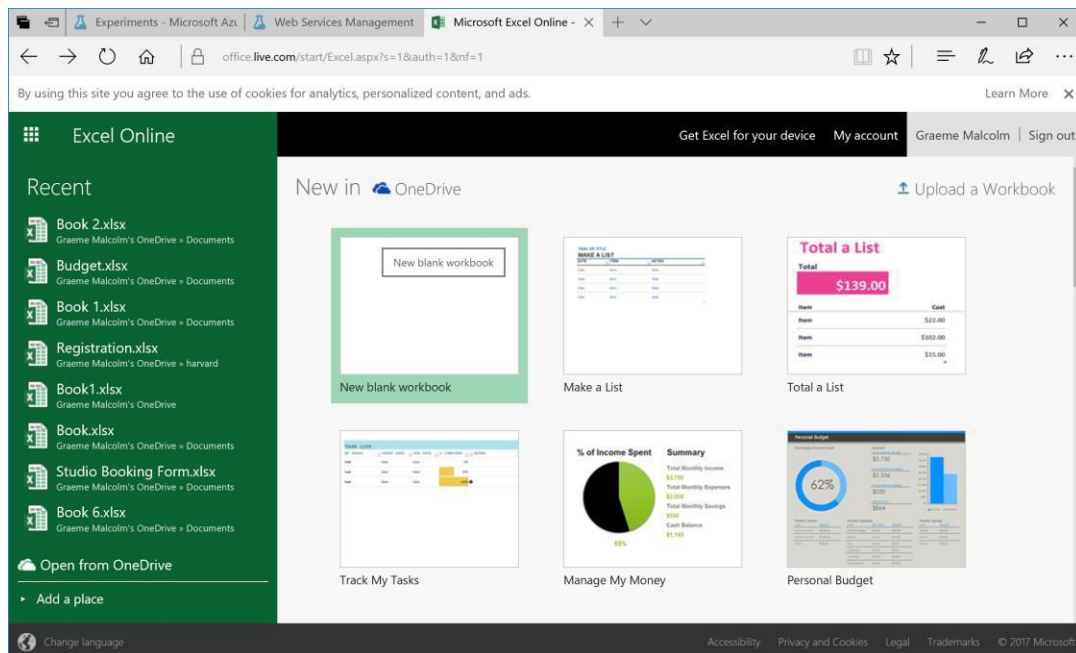 Experiments - Microsoft Azu
Web Services Management
Microsoft Excel Online -
office.live.com/start/Excel.aspx?s=1&auth=1&nf=1
By using this site you agree to the use of cookies for analytics, personalized content, and ads.
Learn More
Excel Online
Get Excel for your device
My account
Graeme Malcolm
Sign out
Recent
Book 2.xlsx
Graeme Malcolm's OneDrive » Documents
Budget.xlsx
Graeme Malcolm's OneDrive » Documents
Book 1.xlsx
Graeme Malcolm's OneDrive » Documents
Registration.xlsx
Graeme Malcolm's OneDrive » harvard
Book1.xlsx
Graeme Malcolm's OneDrive
Book.xlsx
Graeme Malcolm's OneDrive » Documents
Studio Booking Form.xlsx
Graeme Malcolm's OneDrive » Documents
Book 6.xlsx
Graeme Malcolm's OneDrive » Documents
Open from OneDrive
Add a place
New in OneDrive
Upload a Workbook
New blank workbook
New blank workbook
MAKE A LIST
Make a List
Total a List
Total
$139.00
Item Cost
Item $22.00
Item $102.00
Item $15.00
Total a List
Track My Tasks
% of Income Spent
Summary
Total Monthly Income
$3,750
Total Monthly Expenses
Total Monthly Savings
$550
Cash Balance
Manage My Money
Personal Budget
62%
Personal Budget
Change language
Accessibility
Privacy and Cookies
Legal
Trademarks
© 2017 Microsoft